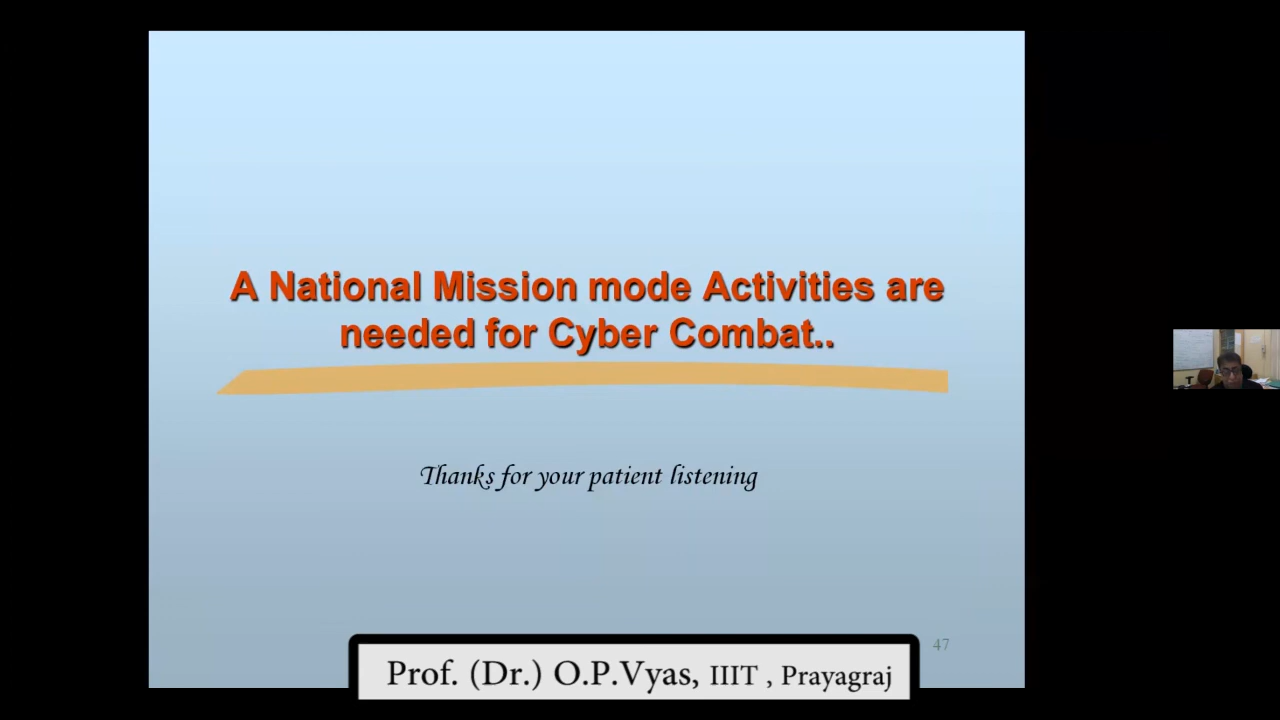 A National Mission mode Activities are
needed for Cyber Combat..
Thanks for your patient listening
47
Prof. (Dr.) O.P.Vyas, IIIT , Prayagraj